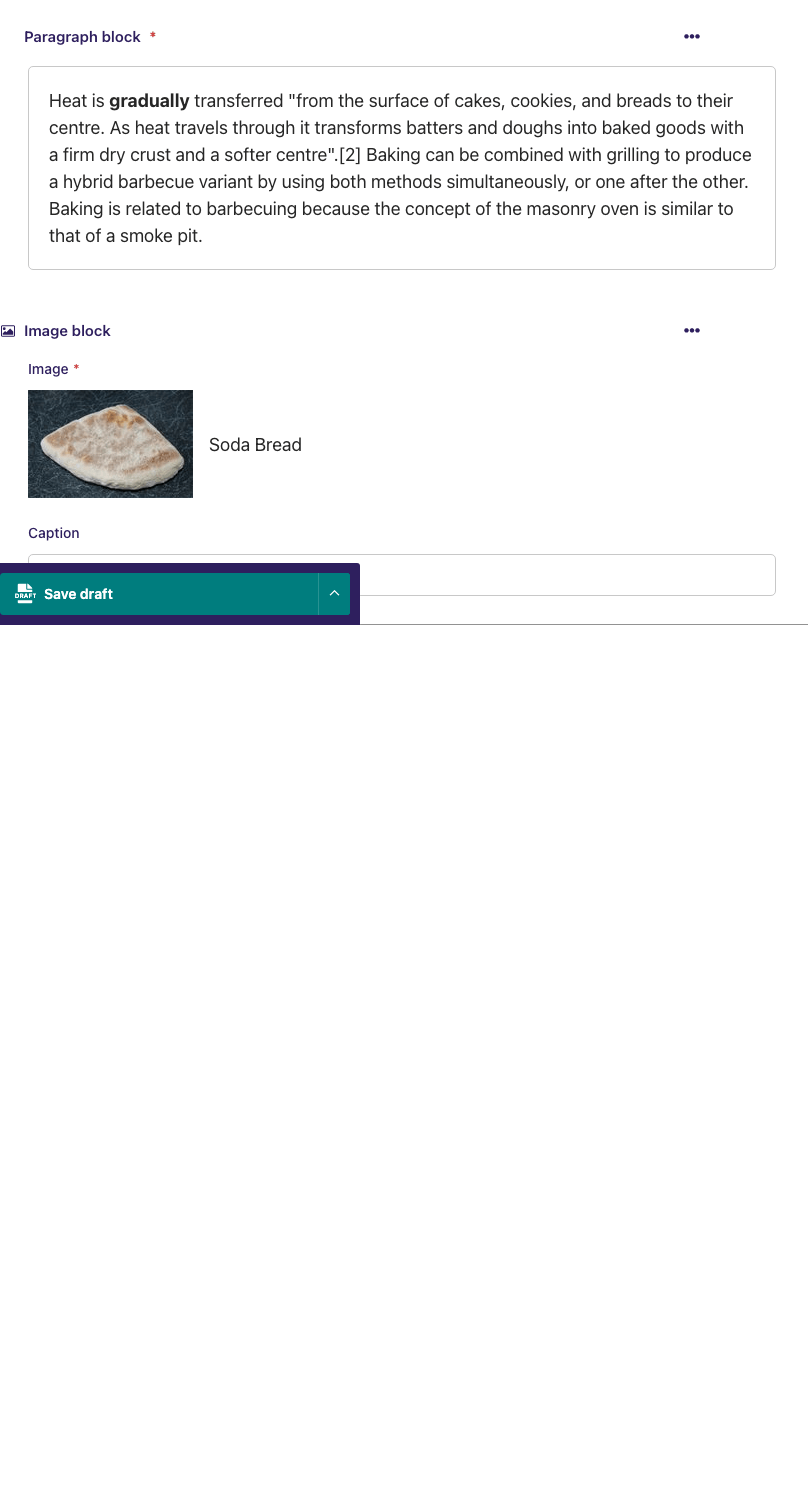 Paragraph block *
Heat is gradually transferred "from the surface of cakes, cookies, and breads to their
centre. As heat travels through it transforms batters and doughs into baked goods with
a firm dry crust and a softer centre".[2] Baking can be combined with grilling to produce
a hybrid barbecue variant by using both methods simultaneously, or one after the other.
Baking is related to barbecuing because the concept of the masonry oven is similar to
that of a smoke pit.
Image block
Image *
Soda Bread
Caption
DRAFT Save draft